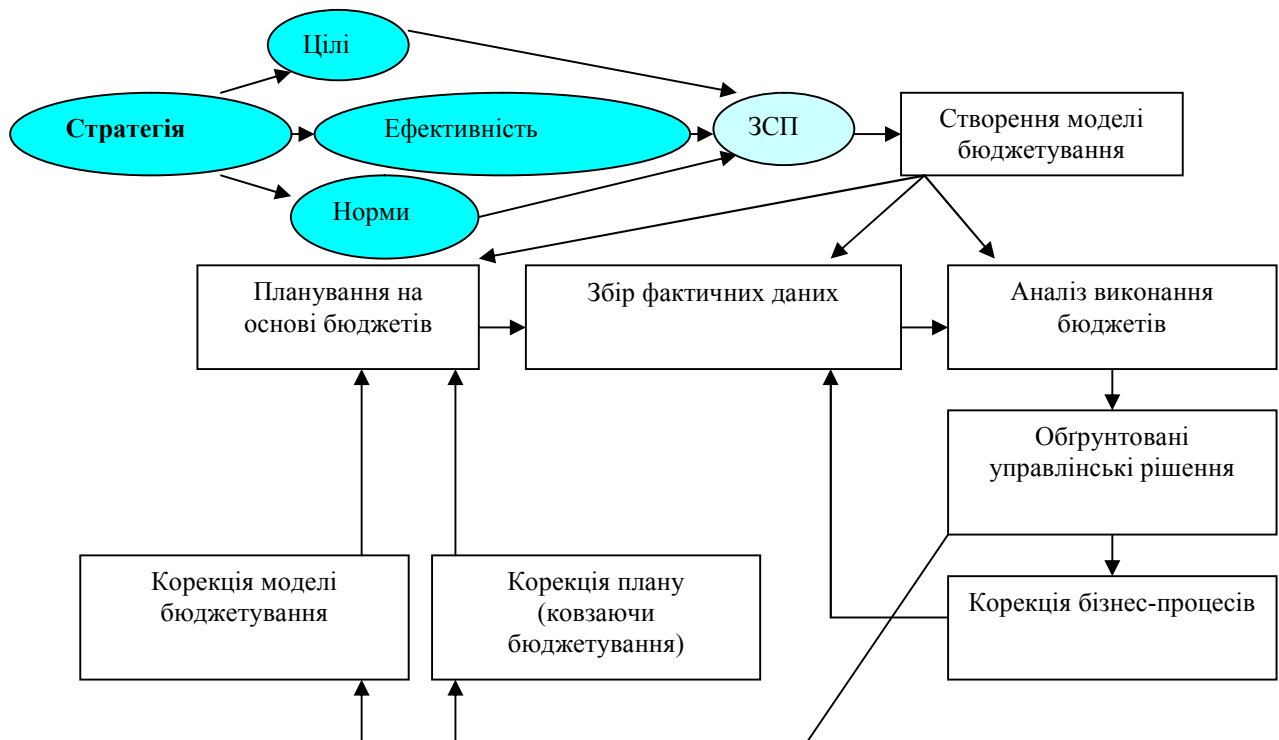 Цілі
Стратегія
Ефективність
ЗСП
Створення моделі
бюджетування
Норми
Планування на
основі бюджетів
Збір фактичних даних
Аналіз виконання
бюджетів
Обґрунтовані
управлінські рішення
Корекція моделі
бюджетування
Корекція плану
(ковзаючи
бюджетування)
Корекція бізнес-процесів